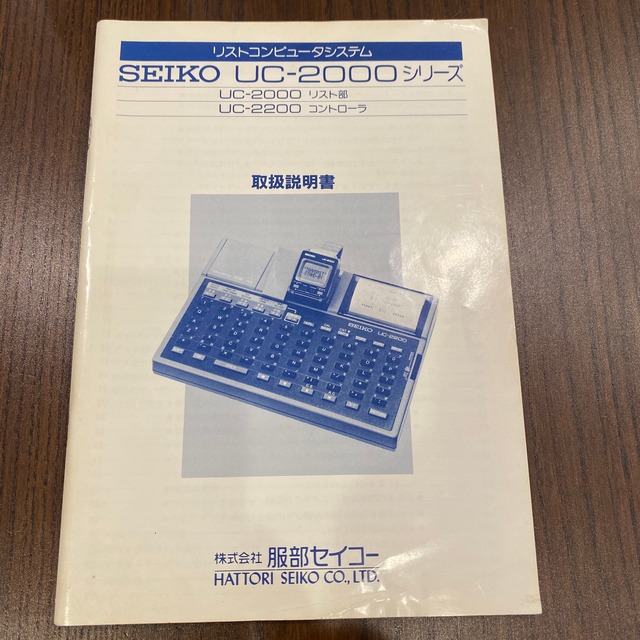 リストコンピュータシステム
SEIKO UC-2000シリーズ
UC-2000 リスト部
UC-2200 コントローラ
取扱説明書
SEIKO UC-2200
株式会社 服部セイコー
HATTORI SEIKO CO., LTD.